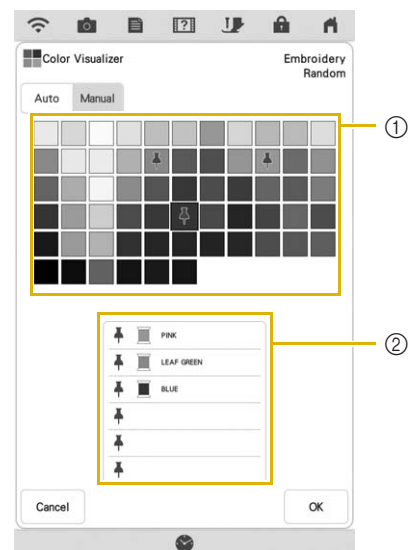 ?
Color Visualizer
Embroidery
Random
Auto
Manual
①
②
PINK
LEAF GREEN
BLUE
Cancel
OK